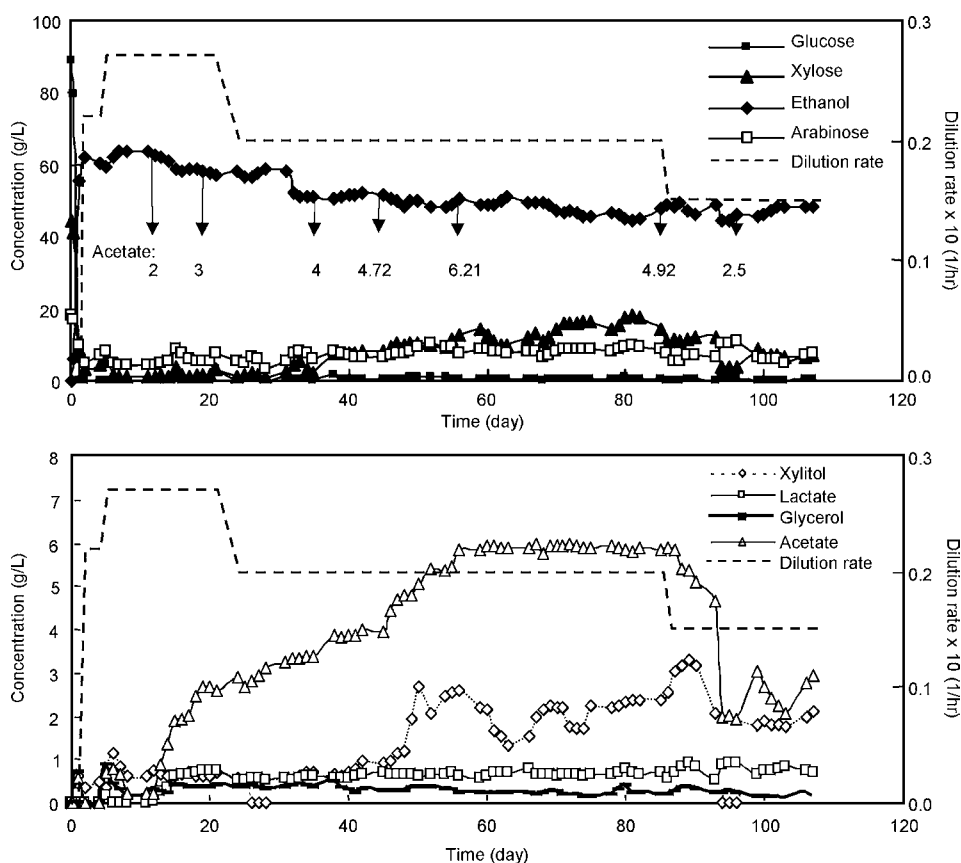 100
80
60
40
20
0
Concentration (g/L)
0.3
0.2
0.1
0.0
Dilution rate x 10 (1/hr)
Glucose
Xylose
Ethanol
Arabinose
Dilution rate
Acetate:
2 3 4 4.72 6.21 4.92 2.5
0 20 40 60 80 100 120
Time (day)
8
7
6
5
4
3
2
1
0
Concentration (g/L)
0.3
0.2
0.1
0.0
Dilution rate x 10 (1/hr)
Xylitol
Lactate
Glycerol
Acetate
Dilution rate
0 20 40 60 80 100 120
Time (day)